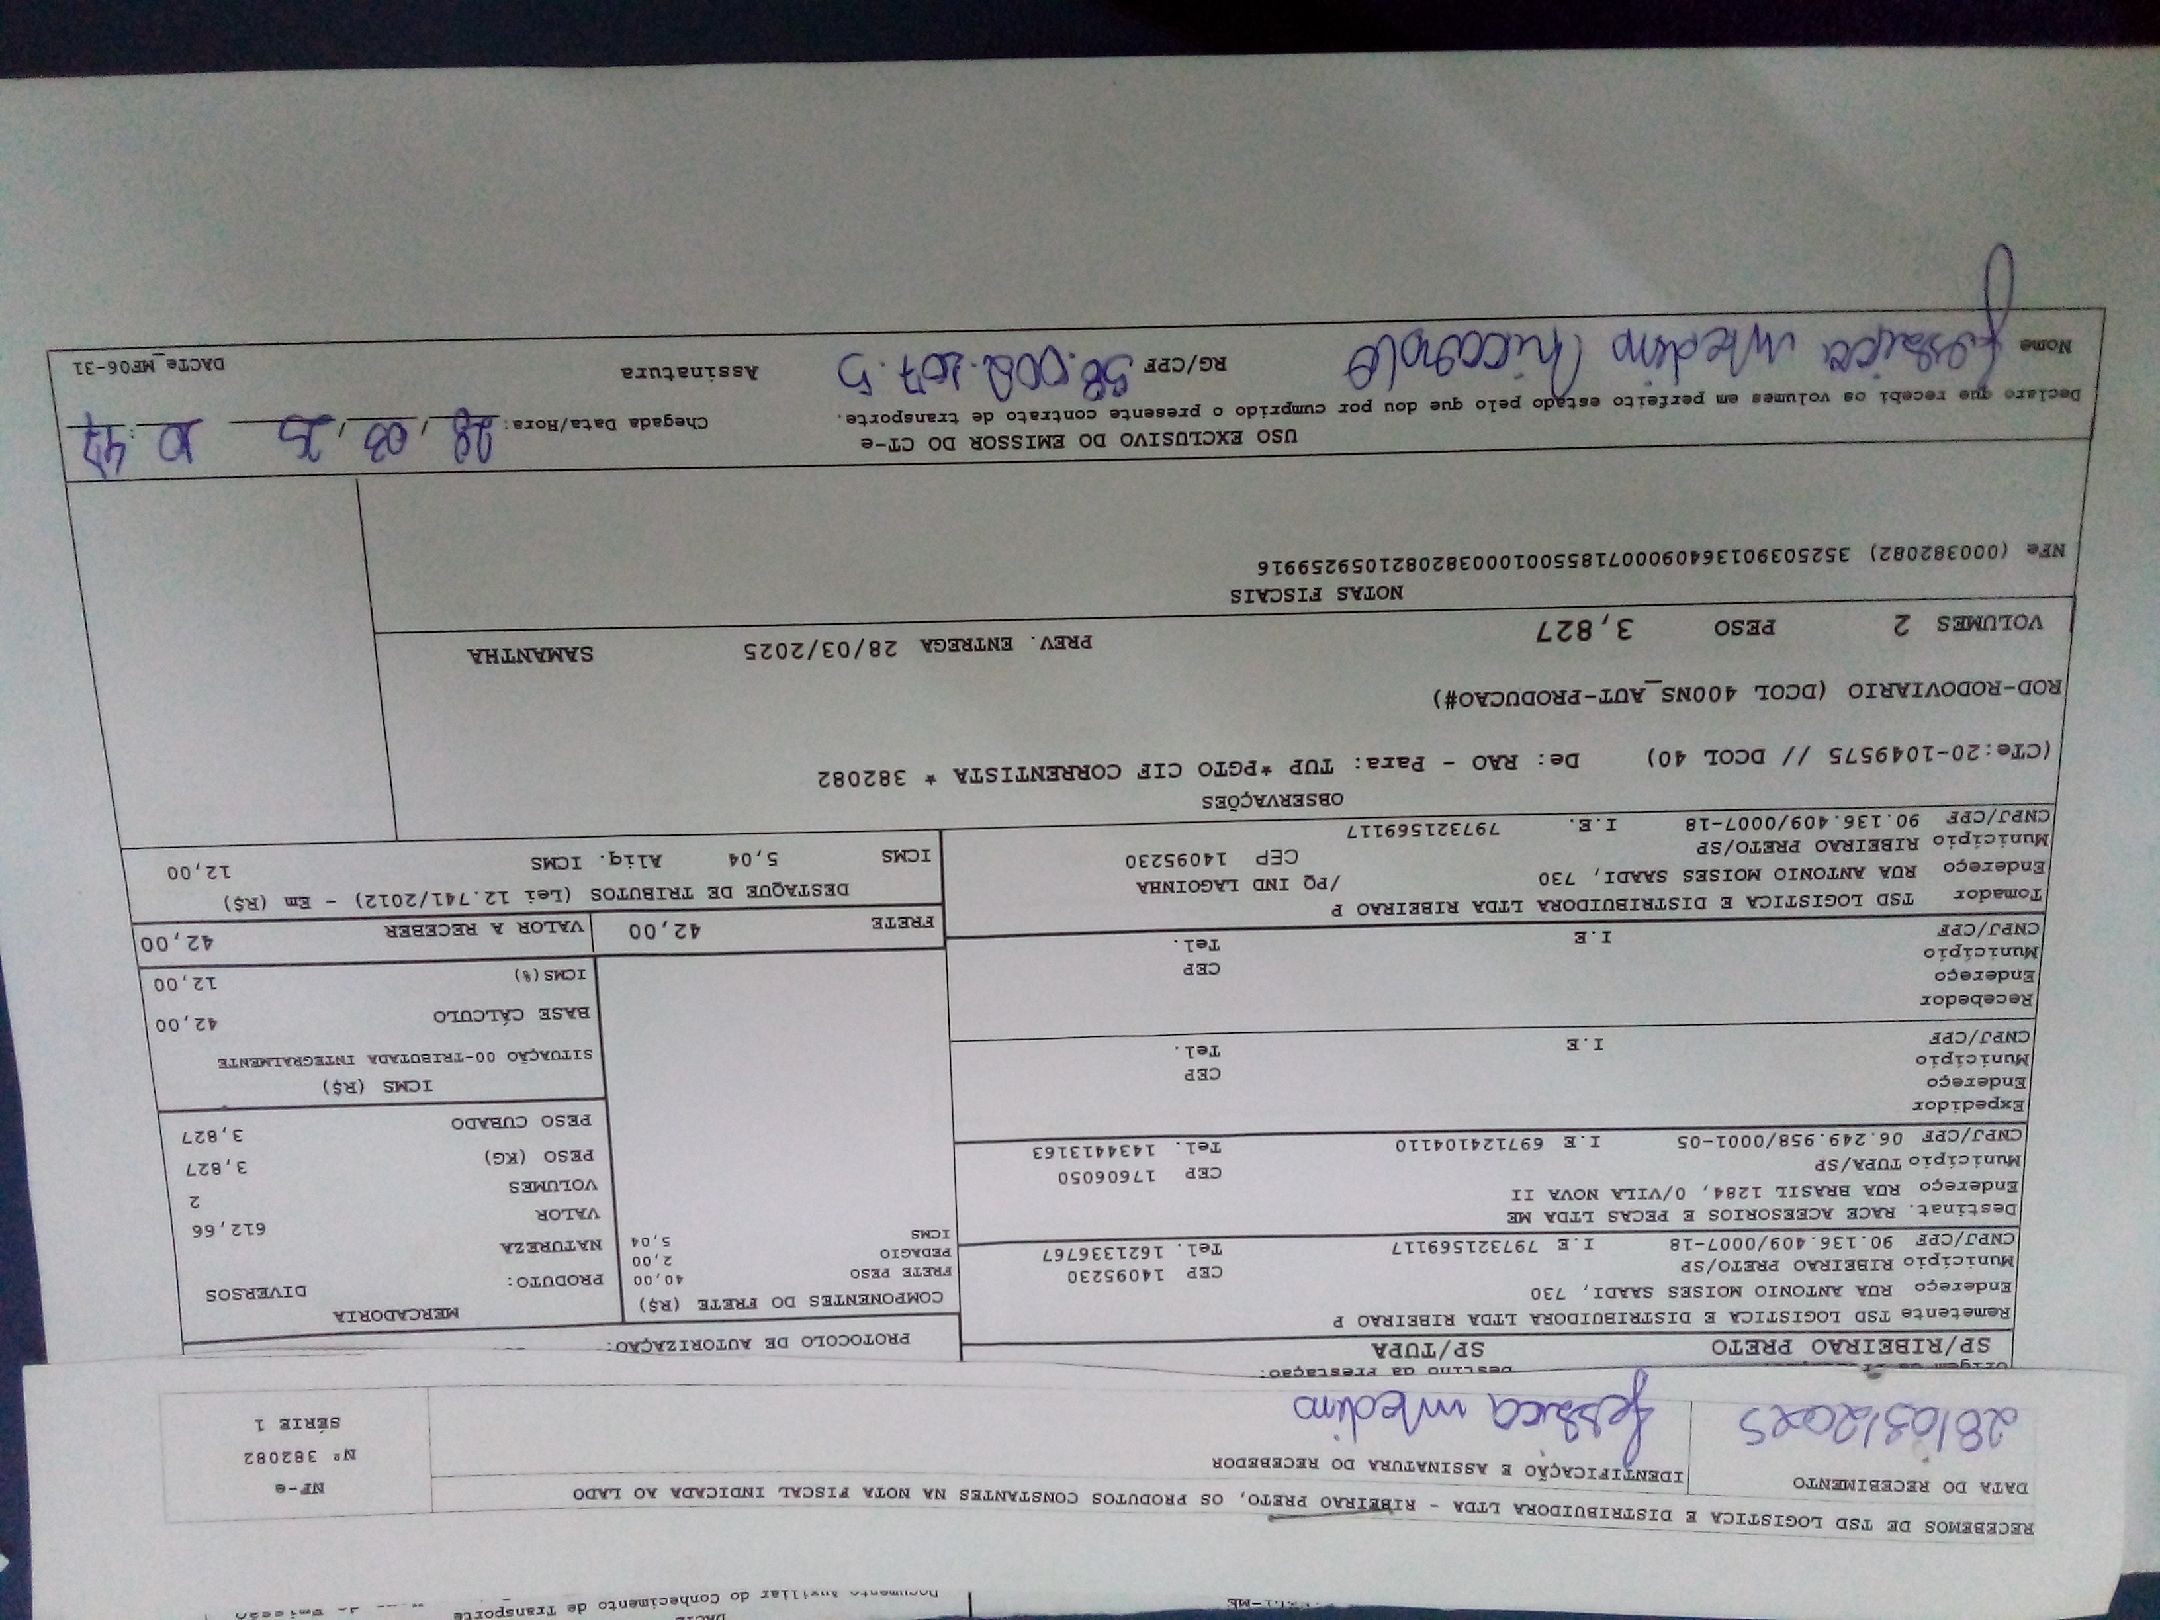 Documento Auxiliar do Conhecimento de Transporte
RECEBEMOS DE TSD LOGISTICA E DISTRIBUIDORA LTDA - RIBEIRAO PRETO, OS PRODUTOS CONSTANTES NA NOTA FISCAL INDICADA AO LADO
NF-e
Nº 382082
SÉRIE 1
DATA DO RECEBIMENTO
28/03/2025
IDENTIFICAÇÃO E ASSINATURA DO RECEBEDOR
Jessica Medina
Destino da Prestação:
SP/RIBEIRAO PRETO SP/TUPA
Remetente TSD LOGISTICA E DISTRIBUIDORA LTDA RIBEIRAO P
Endereço RUA ANTONIO MOISES SAADI, 730
Município RIBEIRAO PRETO/SP CEP 14095230
CNPJ/CPF 90.136.409/0007-18 I.E 797321569117 Tel. 1621336767
Destinat. RACE ACEESORIOS E PECAS LTDA ME
Endereço RUA BRASIL 1284, 0/VILA NOVA II
Município TUPA/SP CEP 17606050
CNPJ/CPF 06.249.958/0001-05 I.E 697124104110 Tel. 1434413163
Expedidor
Endereço
Município CEP
CNPJ/CPF I.E Tel.
Recebedor
Endereço
Município CEP
CNPJ/CPF I.E Tel.
Tomador TSD LOGISTICA E DISTRIBUIDORA LTDA RIBEIRAO P
Endereço RUA ANTONIO MOISES SAADI, 730 /PQ IND LAGOINHA
Município RIBEIRAO PRETO/SP CEP 14095230
CNPJ/CPF 90.136.409/0007-18 I.E. 797321569117
PROTOCOLO DE AUTORIZAÇÃO:
COMPONENTES DO FRETE (R$)
FRETE PESO 40,00
PEDAGIO 2,00
ICMS 5,04
MERCADORIA
PRODUTO: DIVERSOS
NATUREZA
VALOR 612,66
VOLUMES 2
PESO (KG) 3,827
PESO CUBADO 3,827
ICMS (R$)
SITUAÇÃO 00-TRIBUTADA INTEGRALMENTE
BASE CÁLCULO 42,00
ICMS(%) 12,00
FRETE 42,00 VALOR A RECEBER 42,00
DESTAQUE DE TRIBUTOS (Lei 12.741/2012) - Em (R$)
ICMS 5,04 Aliq. ICMS 12,00
OBSERVAÇÕES
(CTe:20-1049575 // DCOL 40) De: RAO - Para: TUP *PGTO CIF CORRENTISTA * 382082
ROD-RODOVIARIO (DCOL 400NS_AUT-PRODUCAO#)
VOLUMES 2 PESO 3,827 PREV. ENTREGA 28/03/2025 SAMANTHA
NOTAS FISCAIS
NFe (000382082) 35250390136409000718550010003820821059259916
USO EXCLUSIVO DO EMISSOR DO CT-e
Declaro que recebi os volumes em perfeito estado pelo que dou por cumprido o presente contrato de transporte.
Chegada Data/Hora: 28, 03, 25 10:47
Nome Jessica Medina RG/CPF Assinatura
DACTe_MF06-31